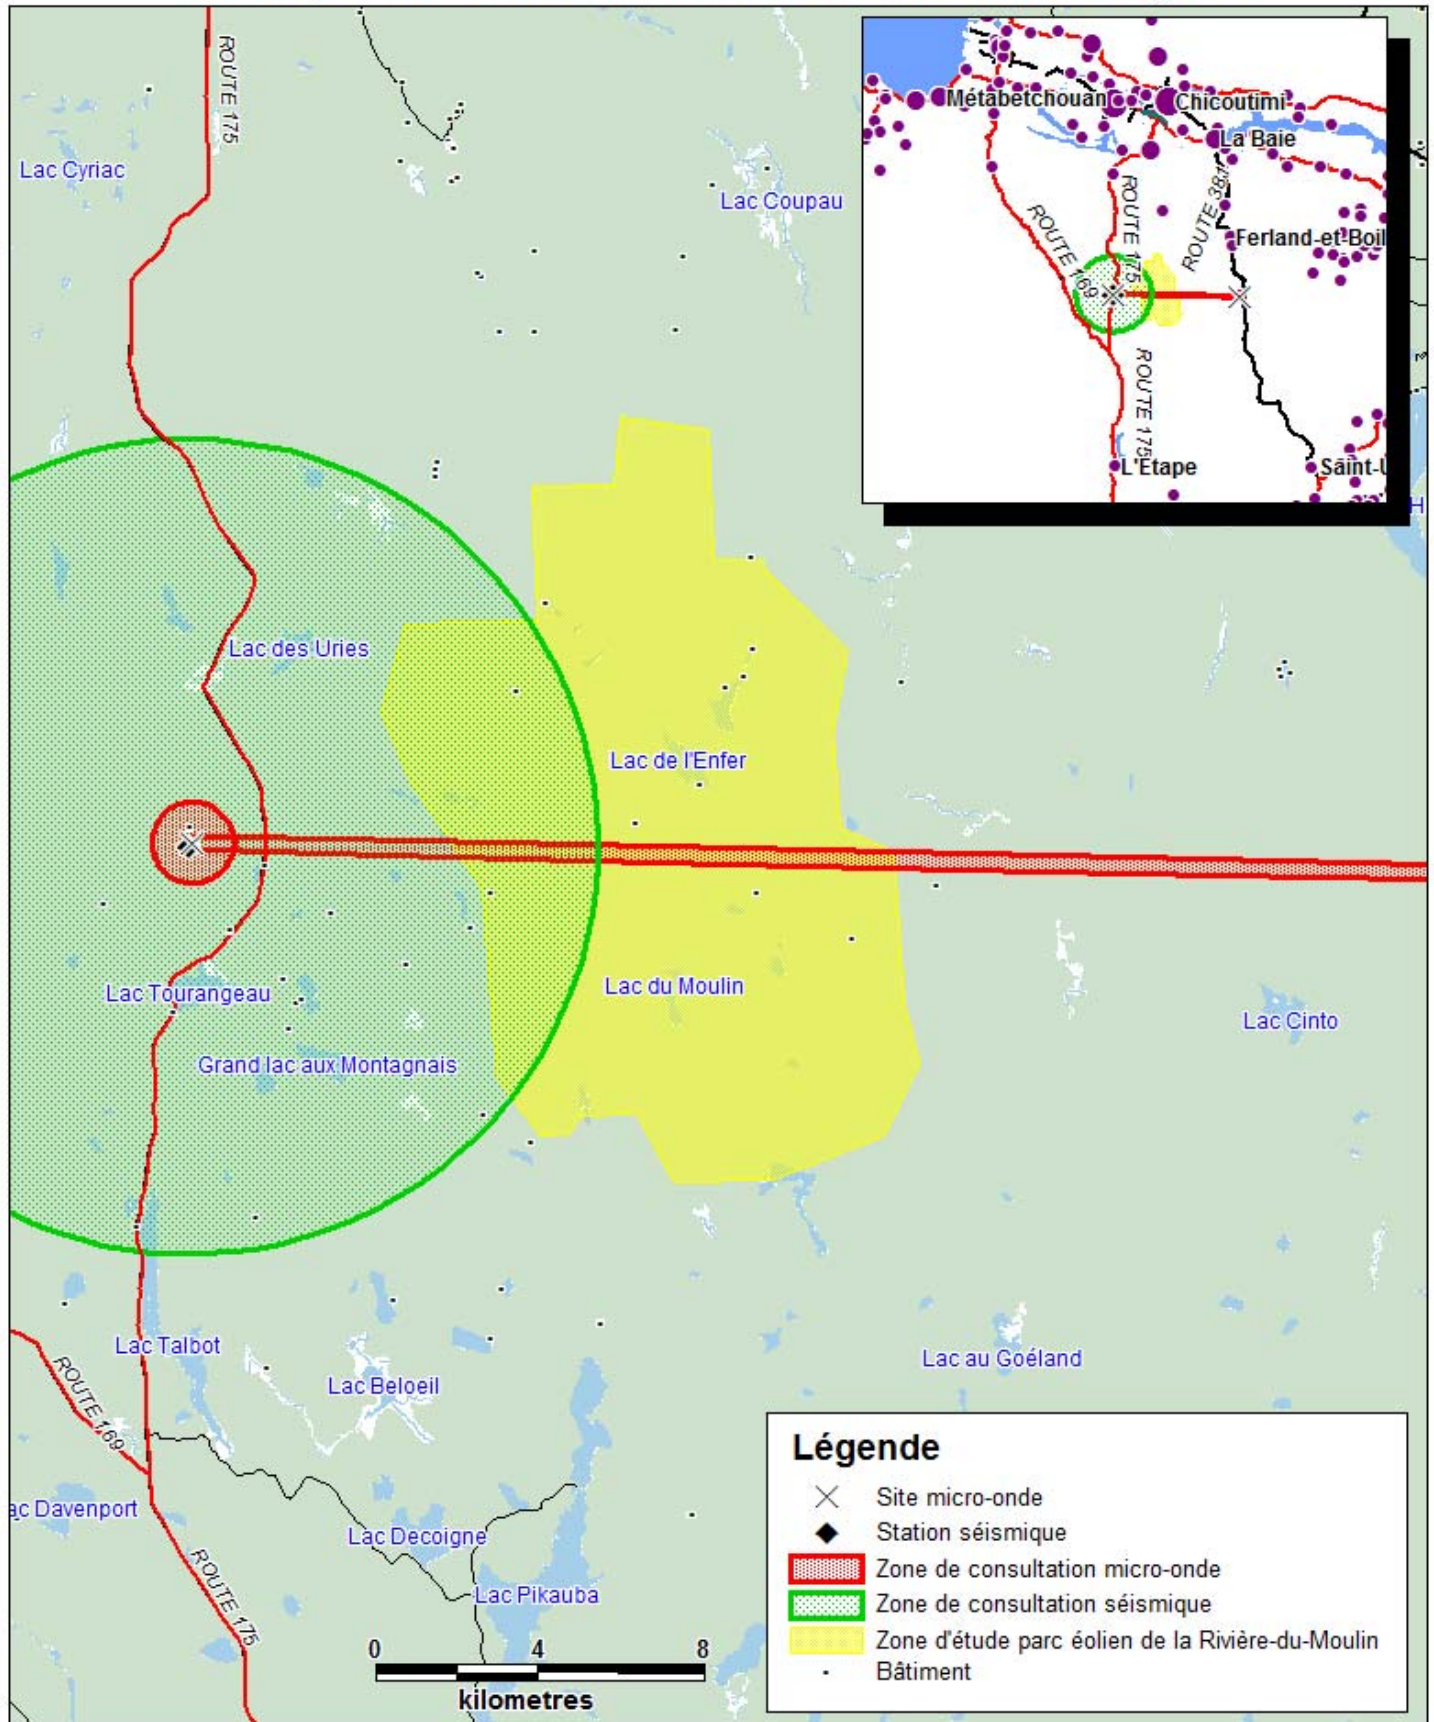 ROUTE 175
Lac Cyriac
Lac Coupau
Métabetchouan
Chicoutimi
La Baie
ROUTE 169
ROUTE 175
ROUTE 381
Ferland-et-Boil
ROUTE 175
L'Etape
Saint-U
H
Lac des Uries
Lac de l'Enfer
Lac du Moulin
Lac Tourangeau
Lac Cinto
Grand lac aux Montagnais
Lac Talbot
Lac au Goéland
Lac Beloeil
ROUTE 169
ac Davenport
Lac Decoigne
ROUTE 175
Lac Pikauba
0 4 8
kilometres
Légende
Site micro-onde
Station séismique
Zone de consultation micro-onde
Zone de consultation séismique
Zone d'étude parc éolien de la Rivière-du-Moulin
Bâtiment